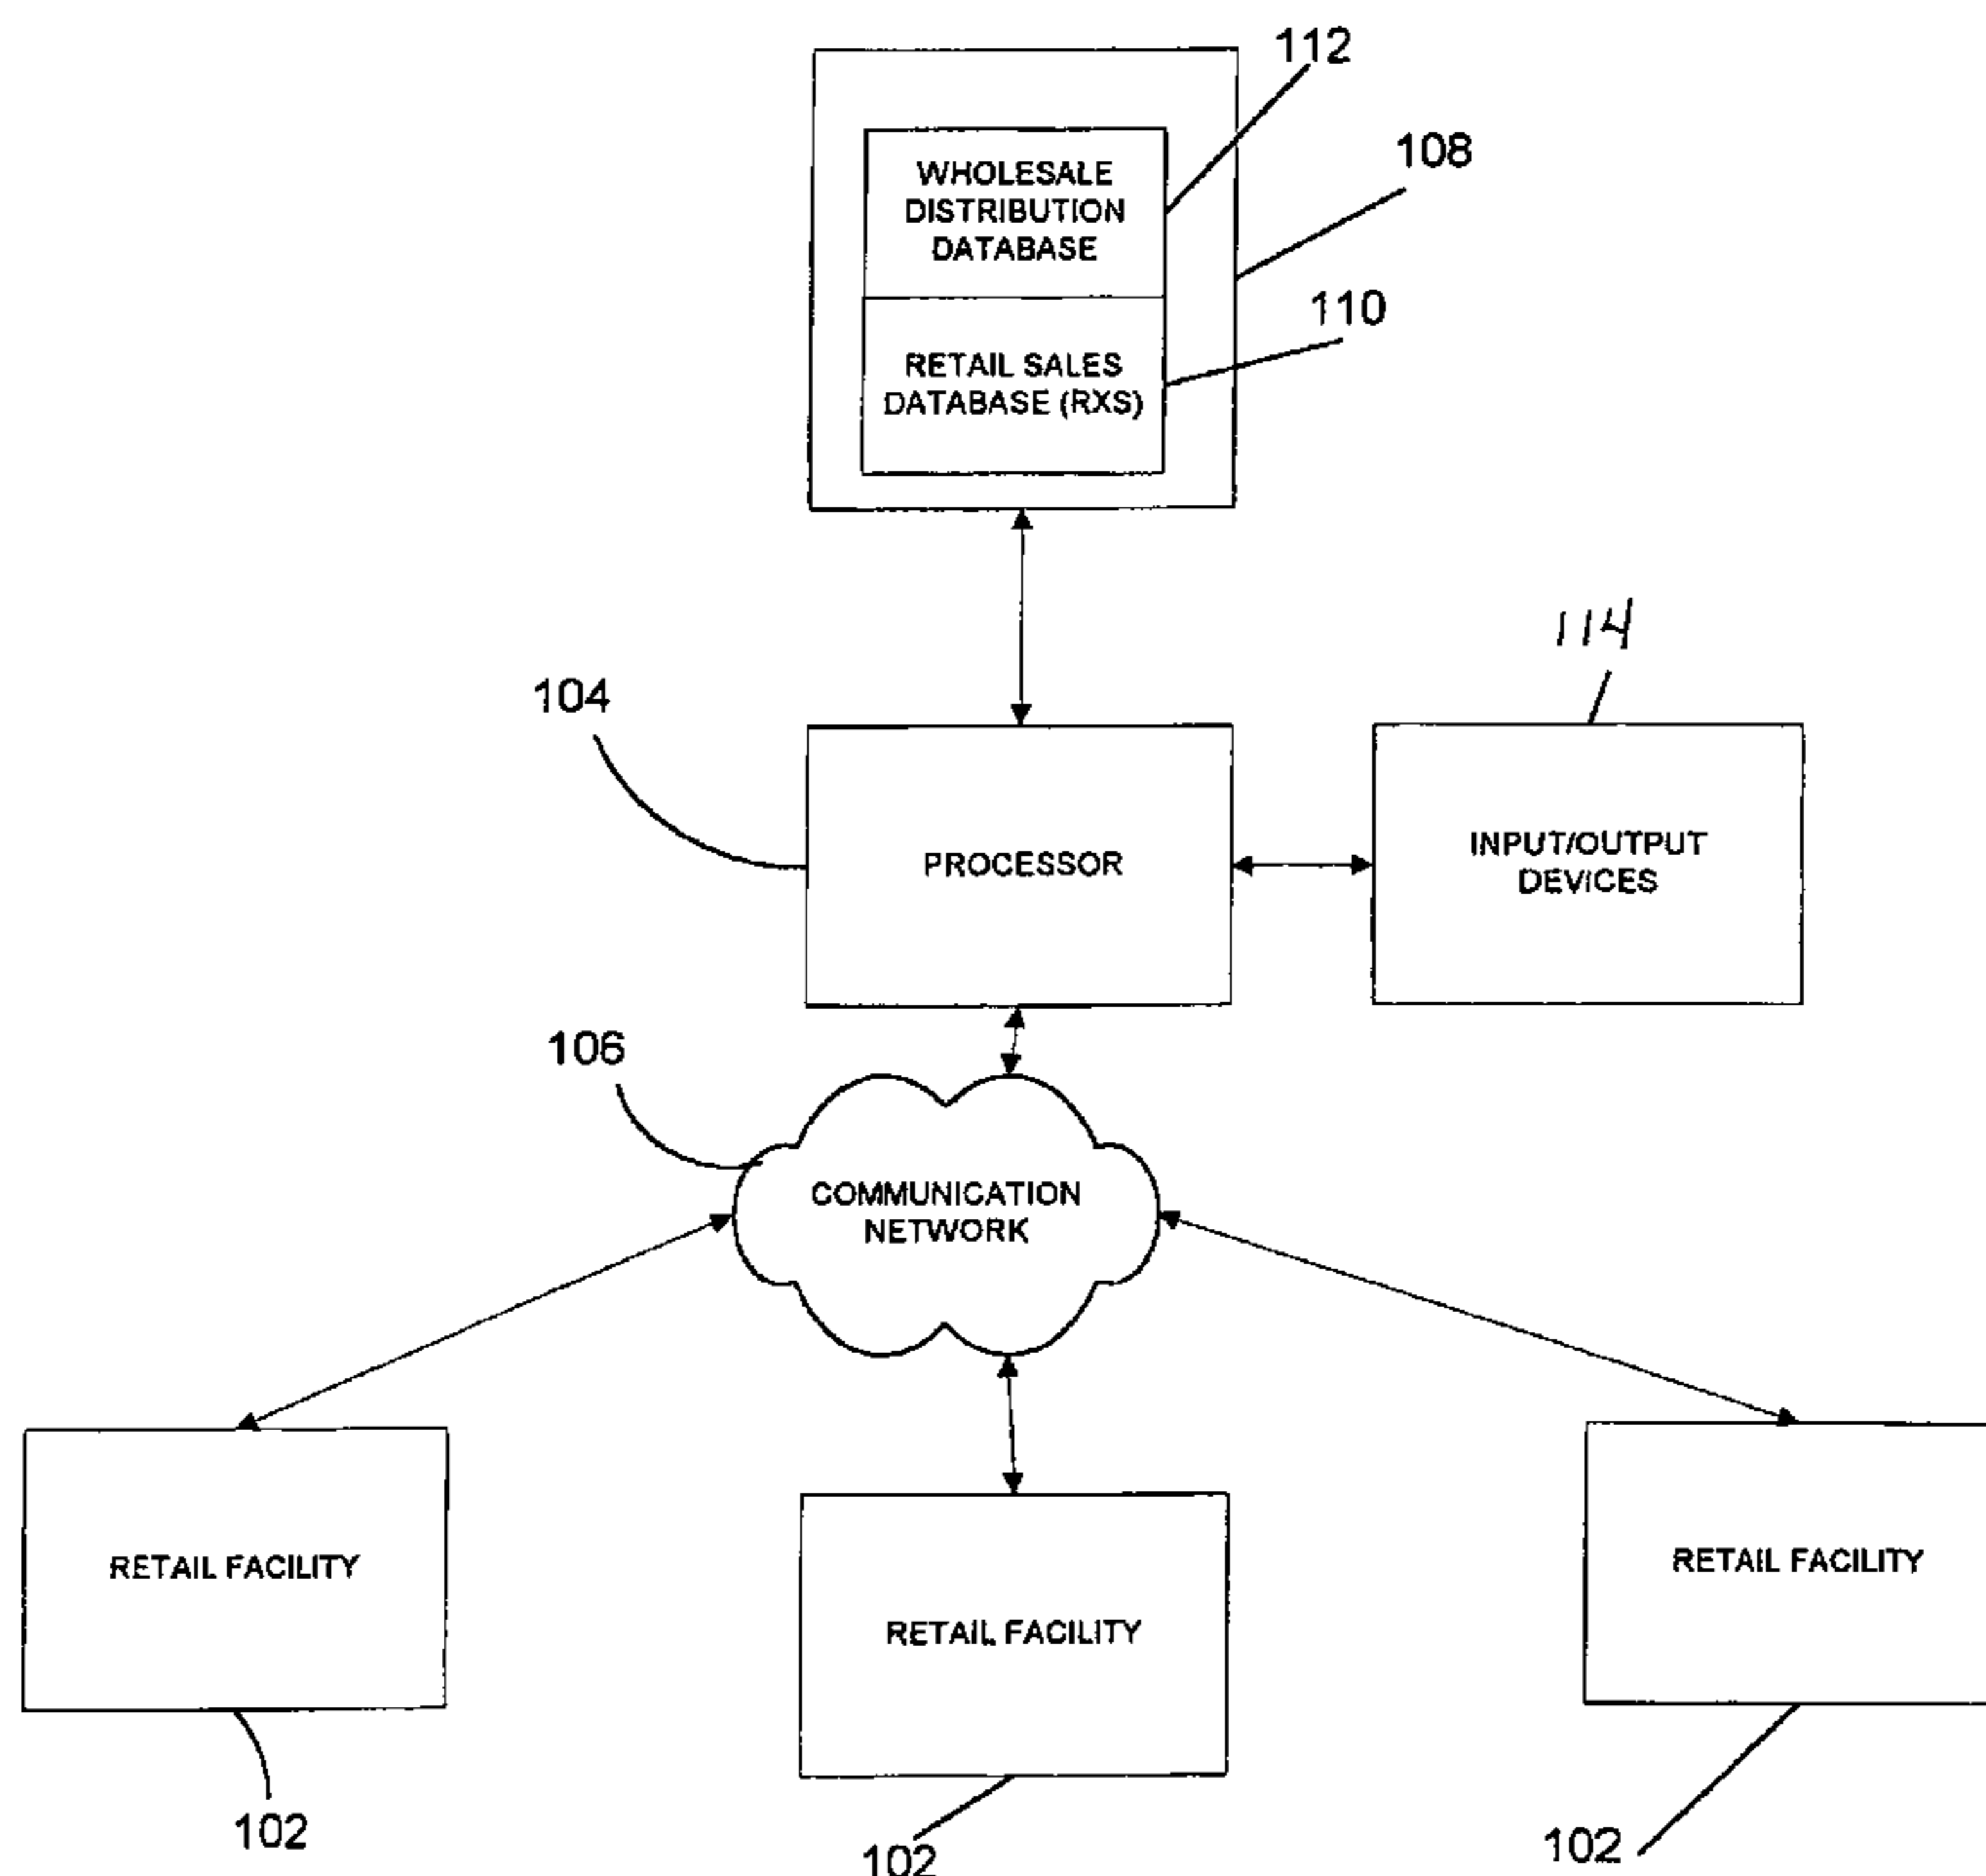 112
108
WHOLESALE
DISTRIBUTION
DATABASE
110
RETAIL SALES
DATABASE (RXS)
114
104
PROCESSOR
INPUT/OUTPUT
DEVICES
106
COMMUNICATION
NETWORK
RETAIL FACILITY
RETAIL FACILITY
RETAIL FACILITY
102
102
102